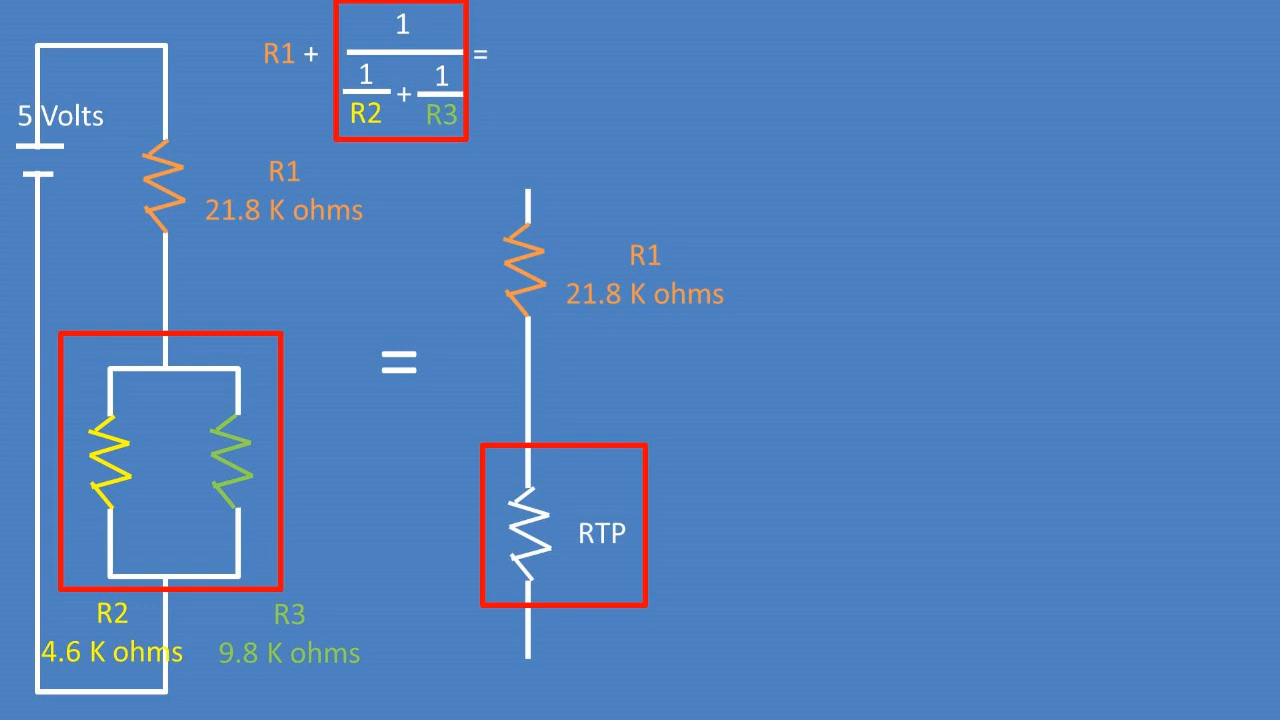 R1 + 1 =
1 + 1
R2 R3
5 Volts
R1
21.8 K ohms
R1
21.8 K ohms
=
RTP
R2 R3
4.6 K ohms 9.8 K ohms